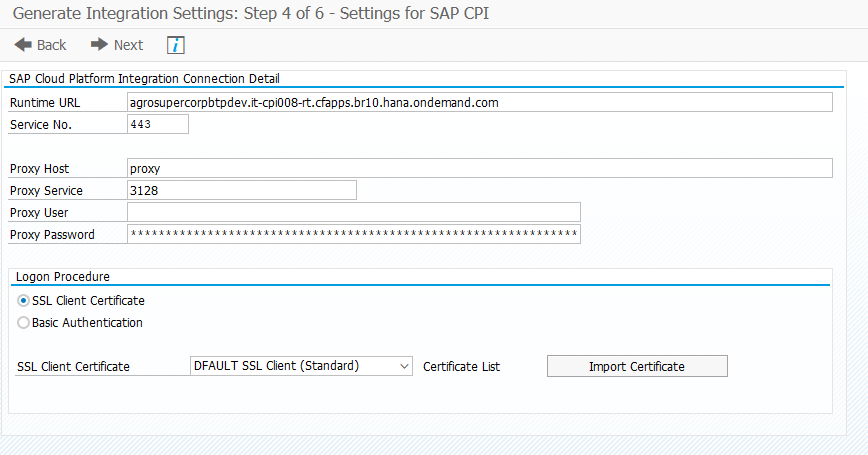 Generate Integration Settings: Step 4 of 6 - Settings for SAP CPI
Back Next
SAP Cloud Platform Integration Connection Detail
Runtime URL agrosupercorpbtpdev.it-cpi008-rt.cfapps.br10.hana.ondemand.com
Service No. 443
Proxy Host proxy
Proxy Service 3128
Proxy User
Proxy Password ****************************************************************
Logon Procedure
SSL Client Certificate
Basic Authentication
SSL Client Certificate DFAULT SSL Client (Standard) Certificate List Import Certificate